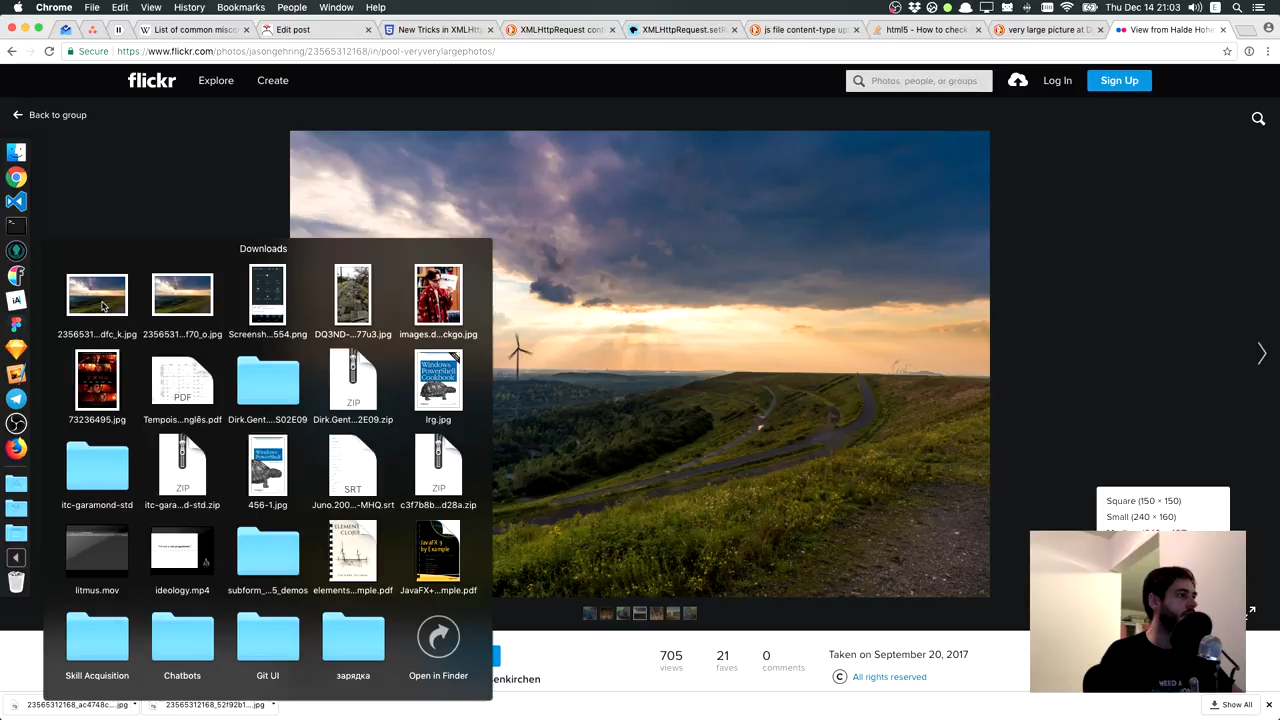 Chrome File Edit View History Bookmarks People Window Help Thu Dec 14 21:03
List of common misc Edit post New Tricks in XMLHtt XMLHttpRequest cont XMLHttpRequest.setR js file content-type up html5 - How to check very large picture at D View from Halde Hohe
Secure https://www.flickr.com/photos/jasongehring/23565312168/in/pool-veryverylargephotos/
flickr Explore Create Photos, people, or groups Log In Sign Up
Back to group
Downloads
2356531...dfc_k.jpg 2356531...f70_o.jpg Screensh...554.png DQ3ND-...77u3.jpg images.d...ckgo.jpg
PDF ZIP Windows PowerShell Cookbook
73236495.jpg Tempois...nglês.pdf Dirk.Gent...S02E09 Dirk.Gent...2E09.zip lrg.jpg
ZIP SRT ZIP
itc-garamond-std itc-gara...d-std.zip 456-1.jpg Juno.200...-MHQ.srt c3f7b8b...d28a.zip
Square (150 × 150)
Small (240 × 160)
litmus.mov ideology.mp4 subform_...5_demos elements...mple.pdf JavaFX+...mple.pdf
Skill Acquisition Chatbots Git UI зарядка Open in Finder
enkirchen
705 views
21 faves
0 comments
Taken on September 20, 2017
All rights reserved
NEED A
23565312168_ac4748c....jpg 23565312168_52f92b1....jpg Show All